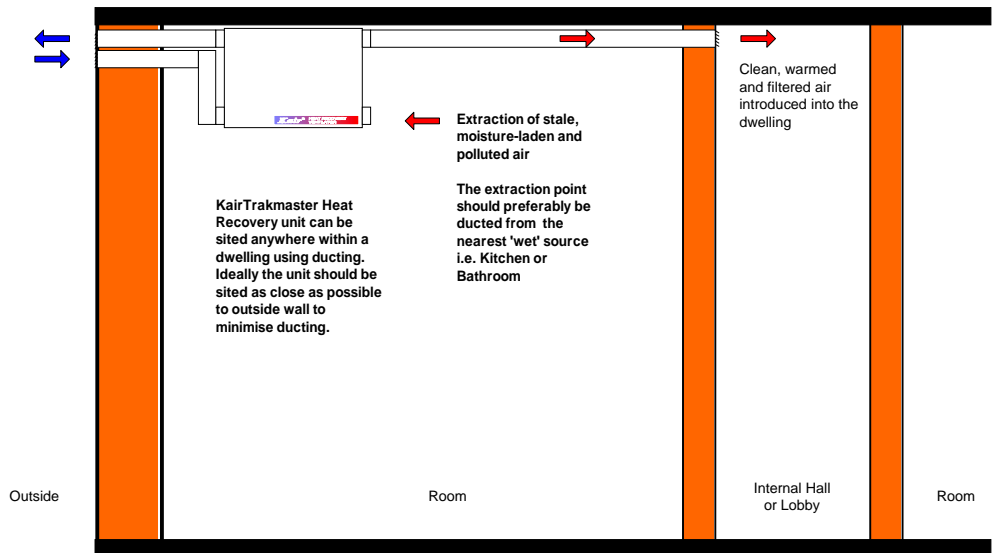 Clean, warmed
and filtered air
introduced into the
dwelling
Extraction of stale,
moisture-laden and
polluted air
The extraction point
should preferably be
ducted from the
nearest 'wet' source
i.e. Kitchen or
Bathroom
KairTrakmaster Heat
Recovery unit can be
sited anywhere within a
dwelling using ducting.
Ideally the unit should be
sited as close as possible
to outside wall to
minimise ducting.
Outside
Room
Internal Hall
or Lobby
Room
Kair